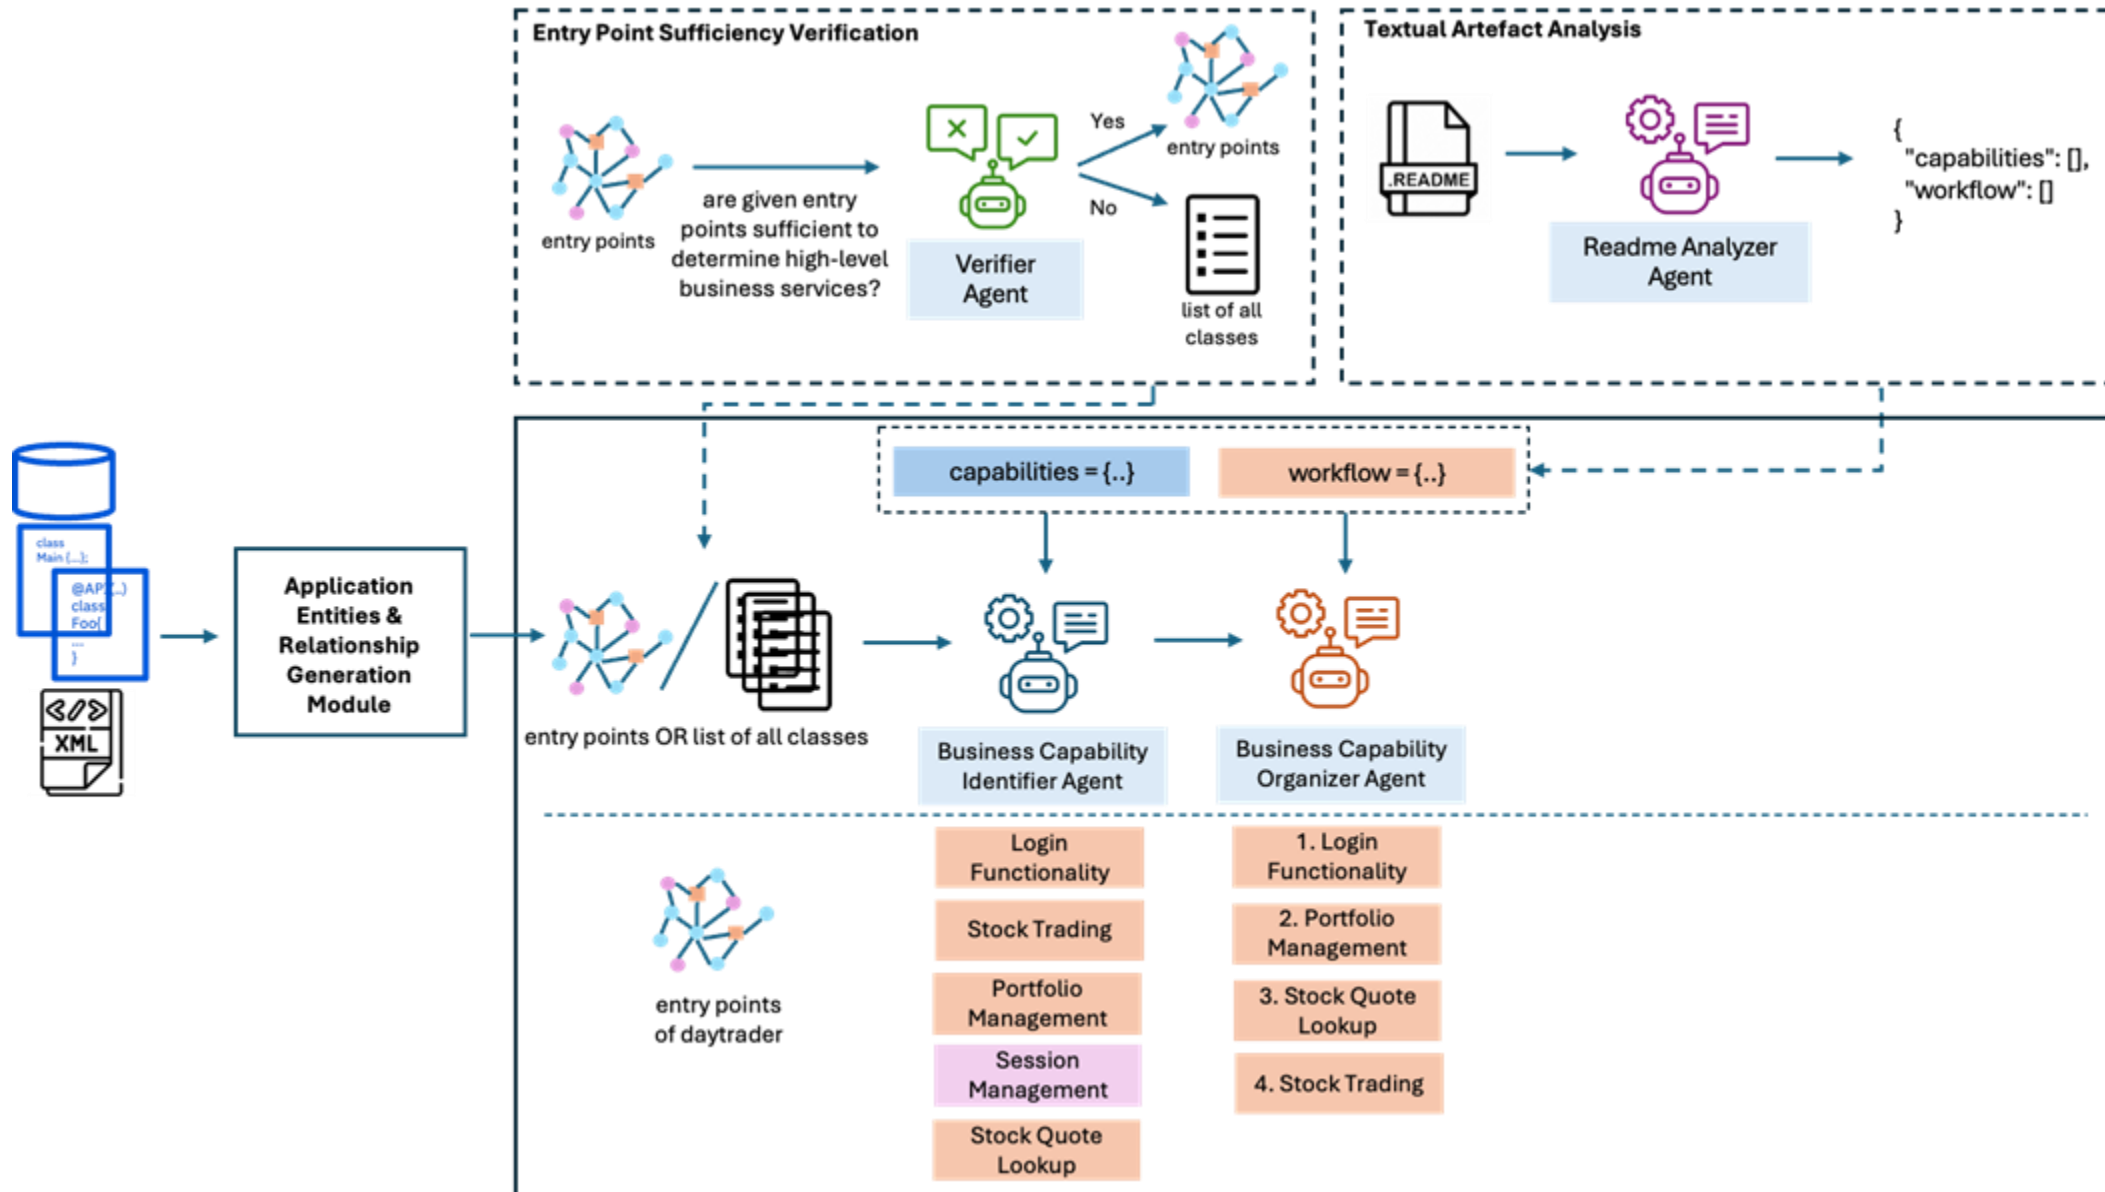 Entry Point Sufficiency Verification
entry points
are given entry
points sufficient to
determine high-level
business services?
Verifier
Agent
Yes
No
entry points
list of all
classes
Textual Artefact Analysis
.README
Readme Analyzer
Agent
{
"capabilities": [],
"workflow": []
}
class
Main {...};
@API(..)
class
Foo{
...
}
</>
XML
Application
Entities &
Relationship
Generation
Module
capabilities = {..}
workflow = {..}
entry points OR list of all classes
Business Capability
Identifier Agent
Business Capability
Organizer Agent
entry points
of daytrader
Login
Functionality
Stock Trading
Portfolio
Management
Session
Management
Stock Quote
Lookup
1. Login
Functionality
2. Portfolio
Management
3. Stock Quote
Lookup
4. Stock Trading